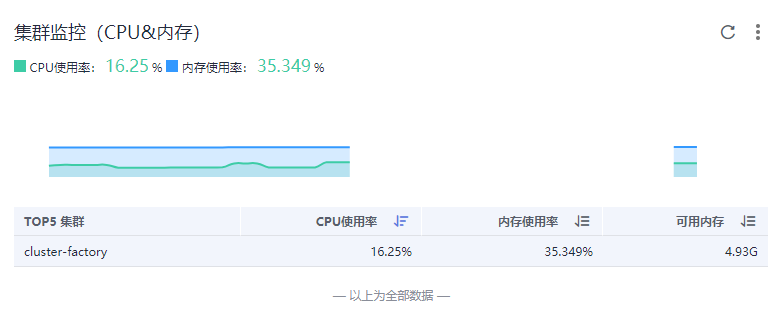 集群监控（CPU&内存）
CPU使用率： 16.25 % 内存使用率： 35.349 %
TOP5 集群 CPU使用率 内存使用率 可用内存
cluster-factory 16.25% 35.349% 4.93G
— 以上为全部数据 —